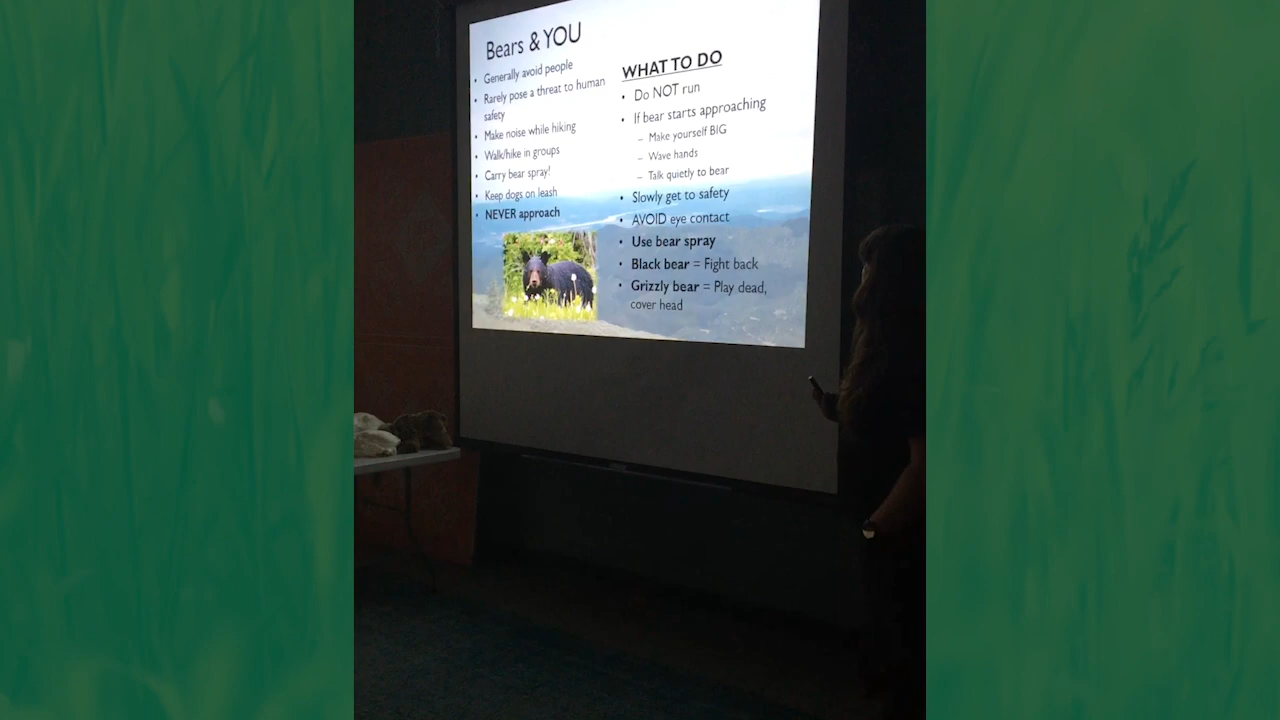 Bears & YOU
• Generally avoid people
• Rarely pose a threat to human
safety
• Make noise while hiking
• Walk/hike in groups
• Carry bear spray!
• Keep dogs on leash
• NEVER approach
WHAT TO DO
• Do NOT run
• If bear starts approaching
– Make yourself BIG
– Wave hands
– Talk quietly to bear
• Slowly get to safety
• AVOID eye contact
• Use bear spray
• Black bear = Fight back
• Grizzly bear = Play dead,
cover head